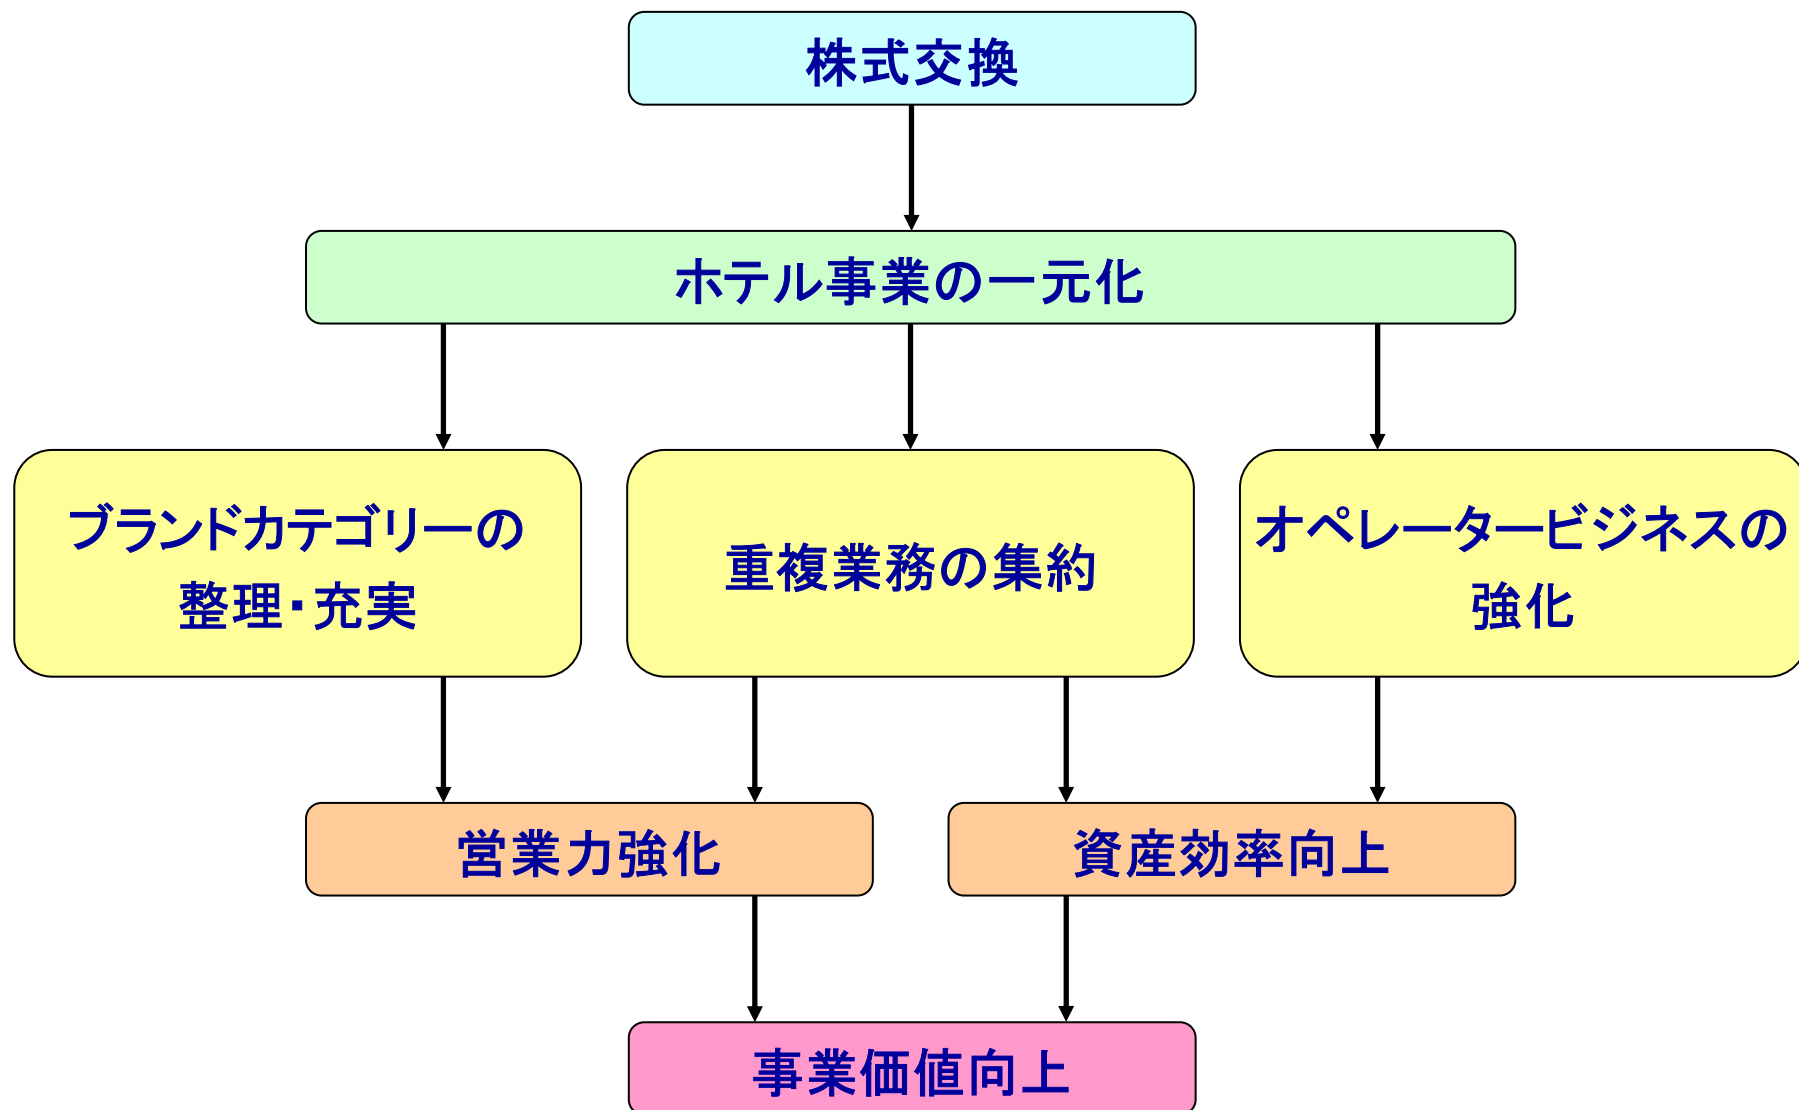 株式交換
ホテル事業の一元化
ブランドカテゴリーの
整理・充実
重複業務の集約
オペレータービジネスの
強化
営業力強化
資産効率向上
事業価値向上